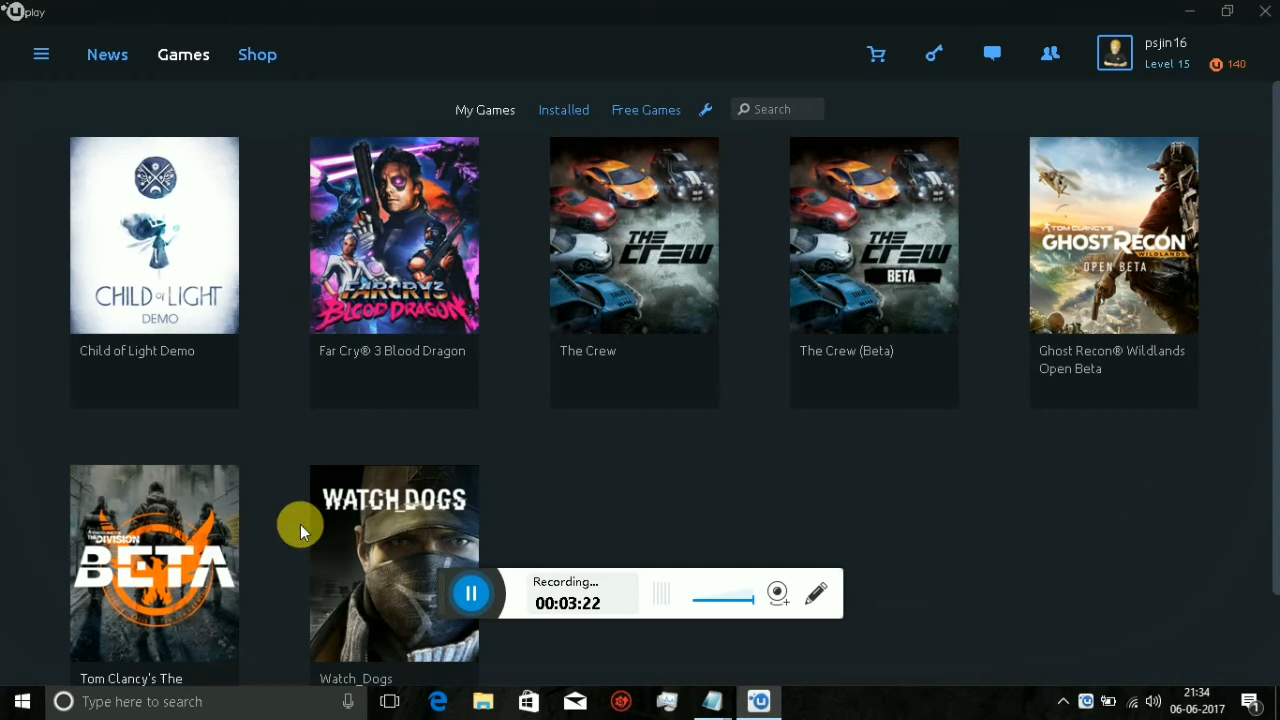 uplay
News
Games
Shop
psjin16
Level 15
140
My Games
Installed
Free Games
Search
CHILD of LIGHT
DEMO
Child of Light Demo
FARCRY3
BLOOD DRAGON
Far Cry® 3 Blood Dragon
THE
CREW
The Crew
THE
CREW
BETA
The Crew (Beta)
TOM CLANCY'S
GHOST RECON
WILDLANDS
OPEN BETA
Ghost Recon® Wildlands
Open Beta
THE DIVISION
BETA
Tom Clancy's The
WATCH_DOGS
Watch_Dogs
Recording...
00:03:22
Type here to search
21:34
06-06-2017
1